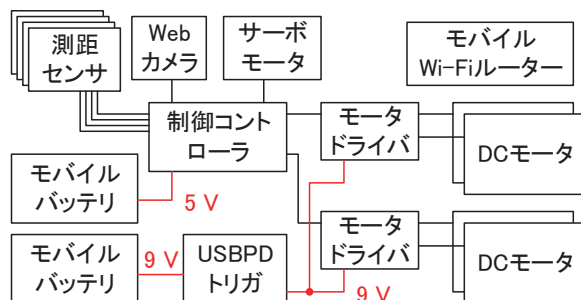 測距
センサ
Web
カメラ
サーボ
モータ
モバイル
Wi-Fiルーター
制御コント
ローラ
モータ
ドライバ
DCモータ
モバイル
バッテリ
5 V
モバイル
バッテリ
9 V
USBPD
トリガ
モータ
ドライバ
9 V
DCモータ